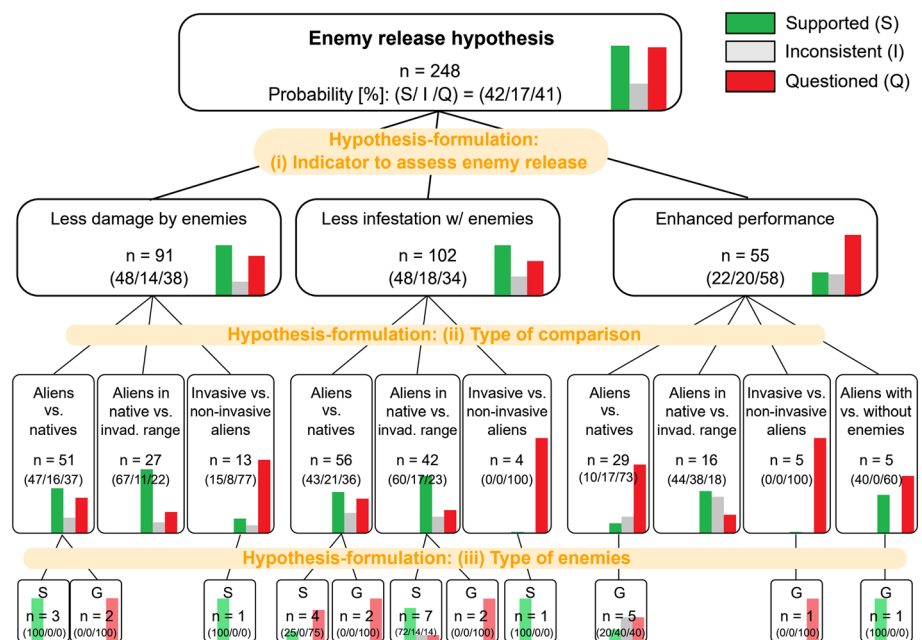 Enemy release hypothesis
n = 248
Probability [%]: (S/ I /Q) = (42/17/41)
Supported (S)
Inconsistent (I)
Questioned (Q)
Hypothesis-formulation:
(i) Indicator to assess enemy release
Less damage by enemies
n = 91
(48/14/38)
Less infestation w/ enemies
n = 102
(48/18/34)
Enhanced performance
n = 55
(22/20/58)
Hypothesis-formulation: (ii) Type of comparison
Aliens
vs.
natives
n = 51
(47/16/37)
Aliens in
native vs.
invad. range
n = 27
(67/11/22)
Invasive vs.
non-invasive
aliens
n = 13
(15/8/77)
Aliens
vs.
natives
n = 56
(43/21/36)
Aliens in
native vs.
invad. range
n = 42
(60/17/23)
Invasive vs.
non-invasive
aliens
n = 4
(0/0/100)
Aliens
vs.
natives
n = 29
(10/17/73)
Aliens in
native vs.
invad. range
n = 16
(44/38/18)
Invasive vs.
non-invasive
aliens
n = 5
(0/0/100)
Aliens with
vs. without
enemies
n = 5
(40/0/60)
Hypothesis-formulation: (iii) Type of enemies
S
n = 3
(100/0/0)
G
n = 2
(0/0/100)
S
n = 1
(100/0/0)
S
n = 4
(25/0/75)
G
n = 2
(0/0/100)
S
n = 7
(72/14/14)
G
n = 2
(0/0/100)
S
n = 1
(100/0/0)
G
n = 5
(20/40/40)
G
n = 1
(0/0/100)
G
n = 1
(100/0/0)